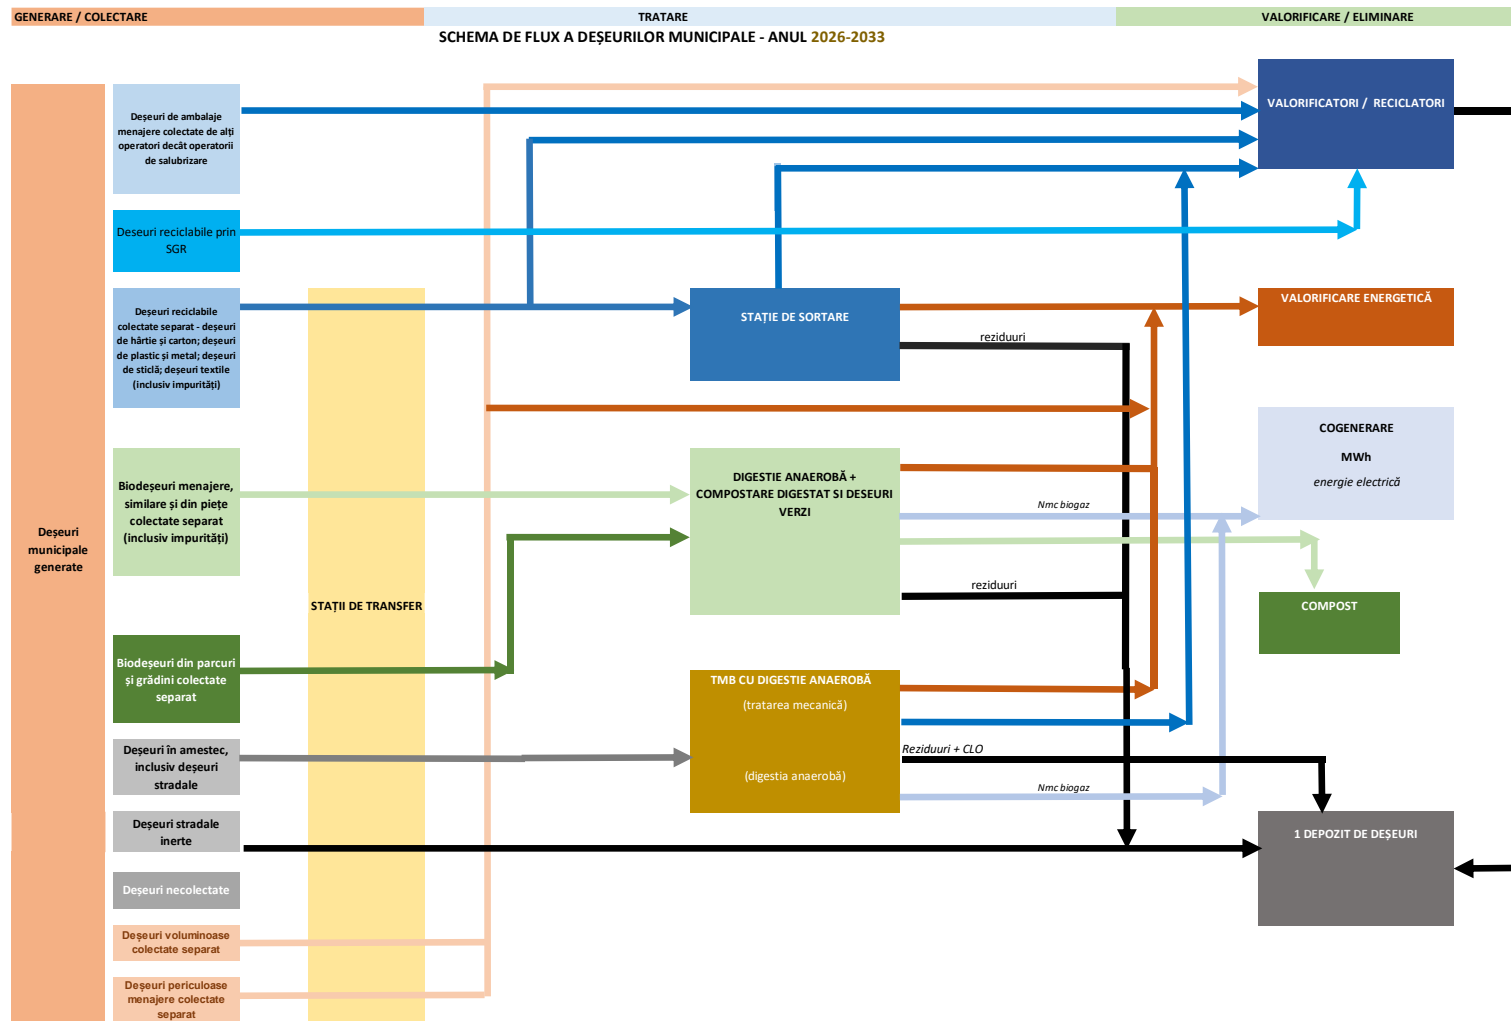 GENERARE / COLECTARE
TRATARE
VALORIFICARE / ELIMINARE
SCHEMA DE FLUX A DEȘEURILOR MUNICIPALE - ANUL 2026-2033
Deșeuri
municipale
generate
Deșeuri de ambalaje
menajere colectate de alți
operatori decât operatorii
de salubrizare
Deseuri reciclabile prin
SGR
Deșeuri reciclabile
colectate separat - deșeuri
de hârtie și carton; deșeuri
de plastic și metal; deșeuri
de sticlă; deșeuri textile
(inclusiv impurități)
Biodeșeuri menajere,
similare și din piețe
colectate separat
(inclusiv impurități)
Biodeșeuri din parcuri
și grădini colectate
separat
Deșeuri în amestec,
inclusiv deșeuri
stradale
Deșeuri stradale
inerte
Deșeuri necolectate
Deșeuri voluminoase
colectate separat
Deșeuri periculoase
menajere colectate
separat
STAȚII DE TRANSFER
STAȚIE DE SORTARE
reziduuri
DIGESTIE ANAEROBĂ +
COMPOSTARE DIGESTAT SI DESEURI
VERZI
Nmc biogaz
reziduuri
TMB CU DIGESTIE ANAEROBĂ
(tratarea mecanică)
(digestia anaerobă)
Reziduuri + CLO
Nmc biogaz
VALORIFICATORI / RECICLATORI
VALORIFICARE ENERGETICĂ
COGENERARE
MWh
energie electrică
COMPOST
1 DEPOZIT DE DEȘEURI